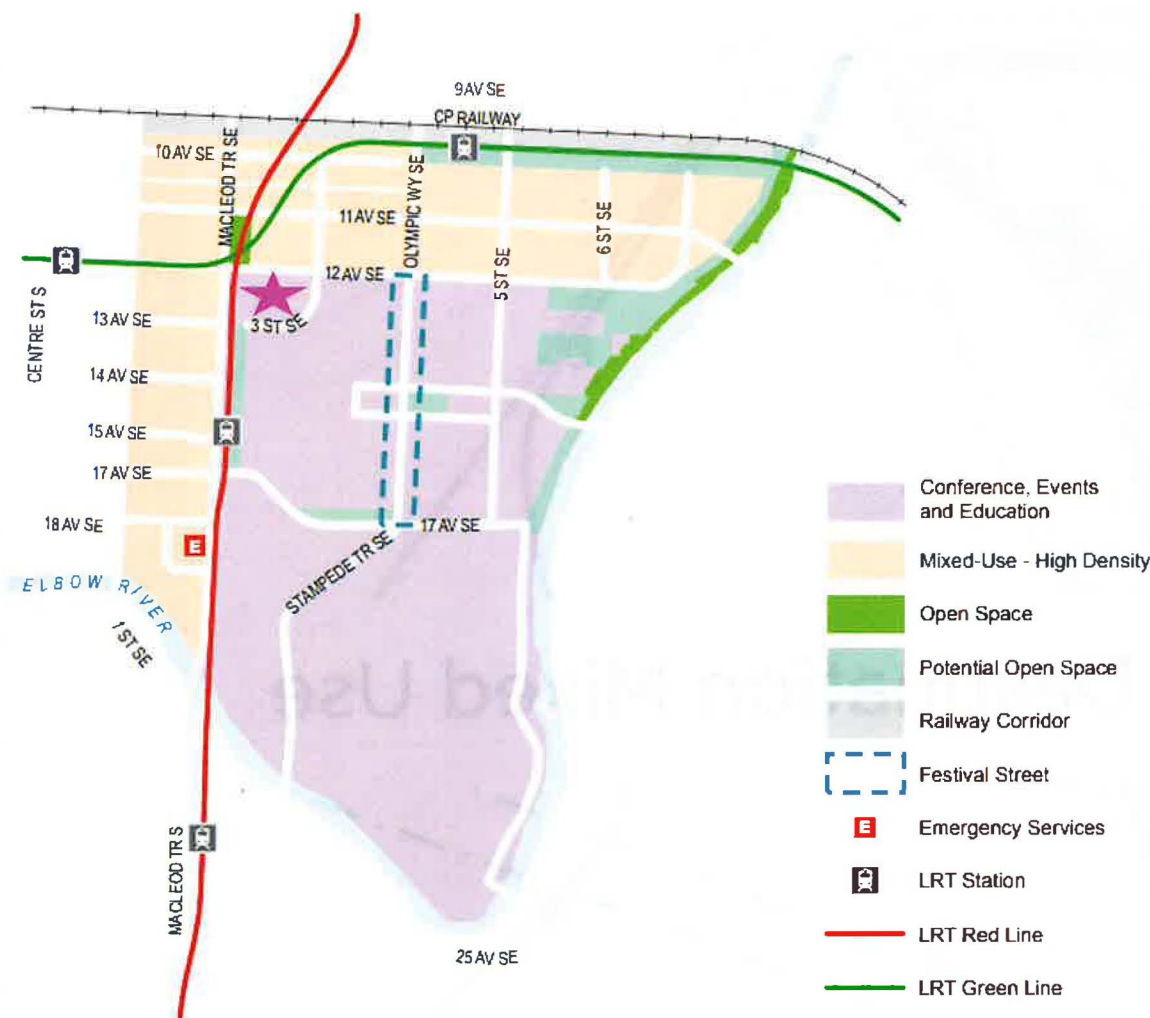 9 AV SE
CP RAILWAY
10 AV SE
MACLEOD TR SE
OLYMPIC WY SE
11 AV SE
6 ST SE
5 ST SE
12 AV SE
CENTRE ST S
13 AV SE
3 ST SE
14 AV SE
15 AV SE
17 AV SE
18 AV SE
17 AV SE
E
STAMPEDE TR SE
ELBOW RIVER
1 ST SE
MACLEOD TR S
25 AV SE
Conference, Events
and Education
Mixed-Use - High Density
Open Space
Potential Open Space
Railway Corridor
Festival Street
E Emergency Services
LRT Station
LRT Red Line
LRT Green Line